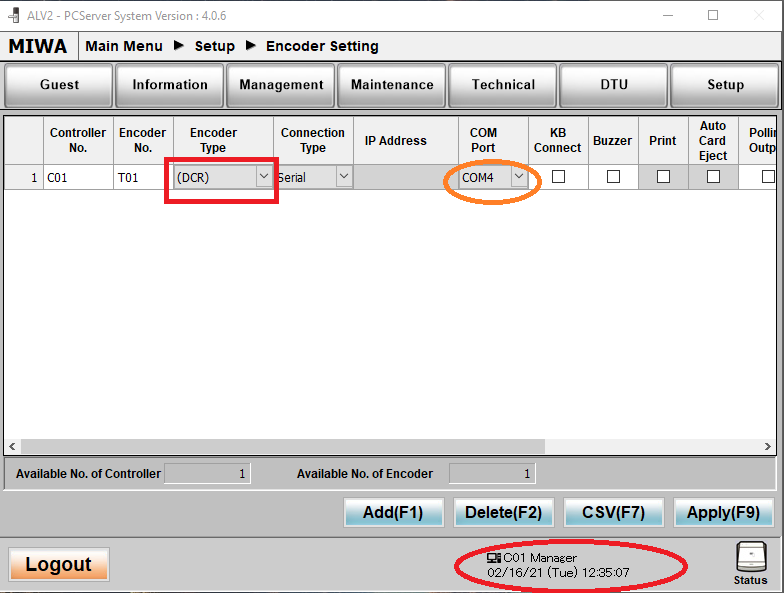 ALV2 - PCServer System Version : 4.0.6
MIWA Main Menu ▶ Setup ▶ Encoder Setting
Guest Information Management Maintenance Technical DTU Setup
Controller No. Encoder No. Encoder Type Connection Type IP Address COM Port KB Connect Buzzer Print Auto Card Eject Pollin Outp
1 C01 T01 (DCR) Serial COM4
Available No. of Controller 1 Available No. of Encoder 1
Add(F1) Delete(F2) CSV(F7) Apply(F9)
Logout
C01 Manager
02/16/21 (Tue) 12:35:07
Status